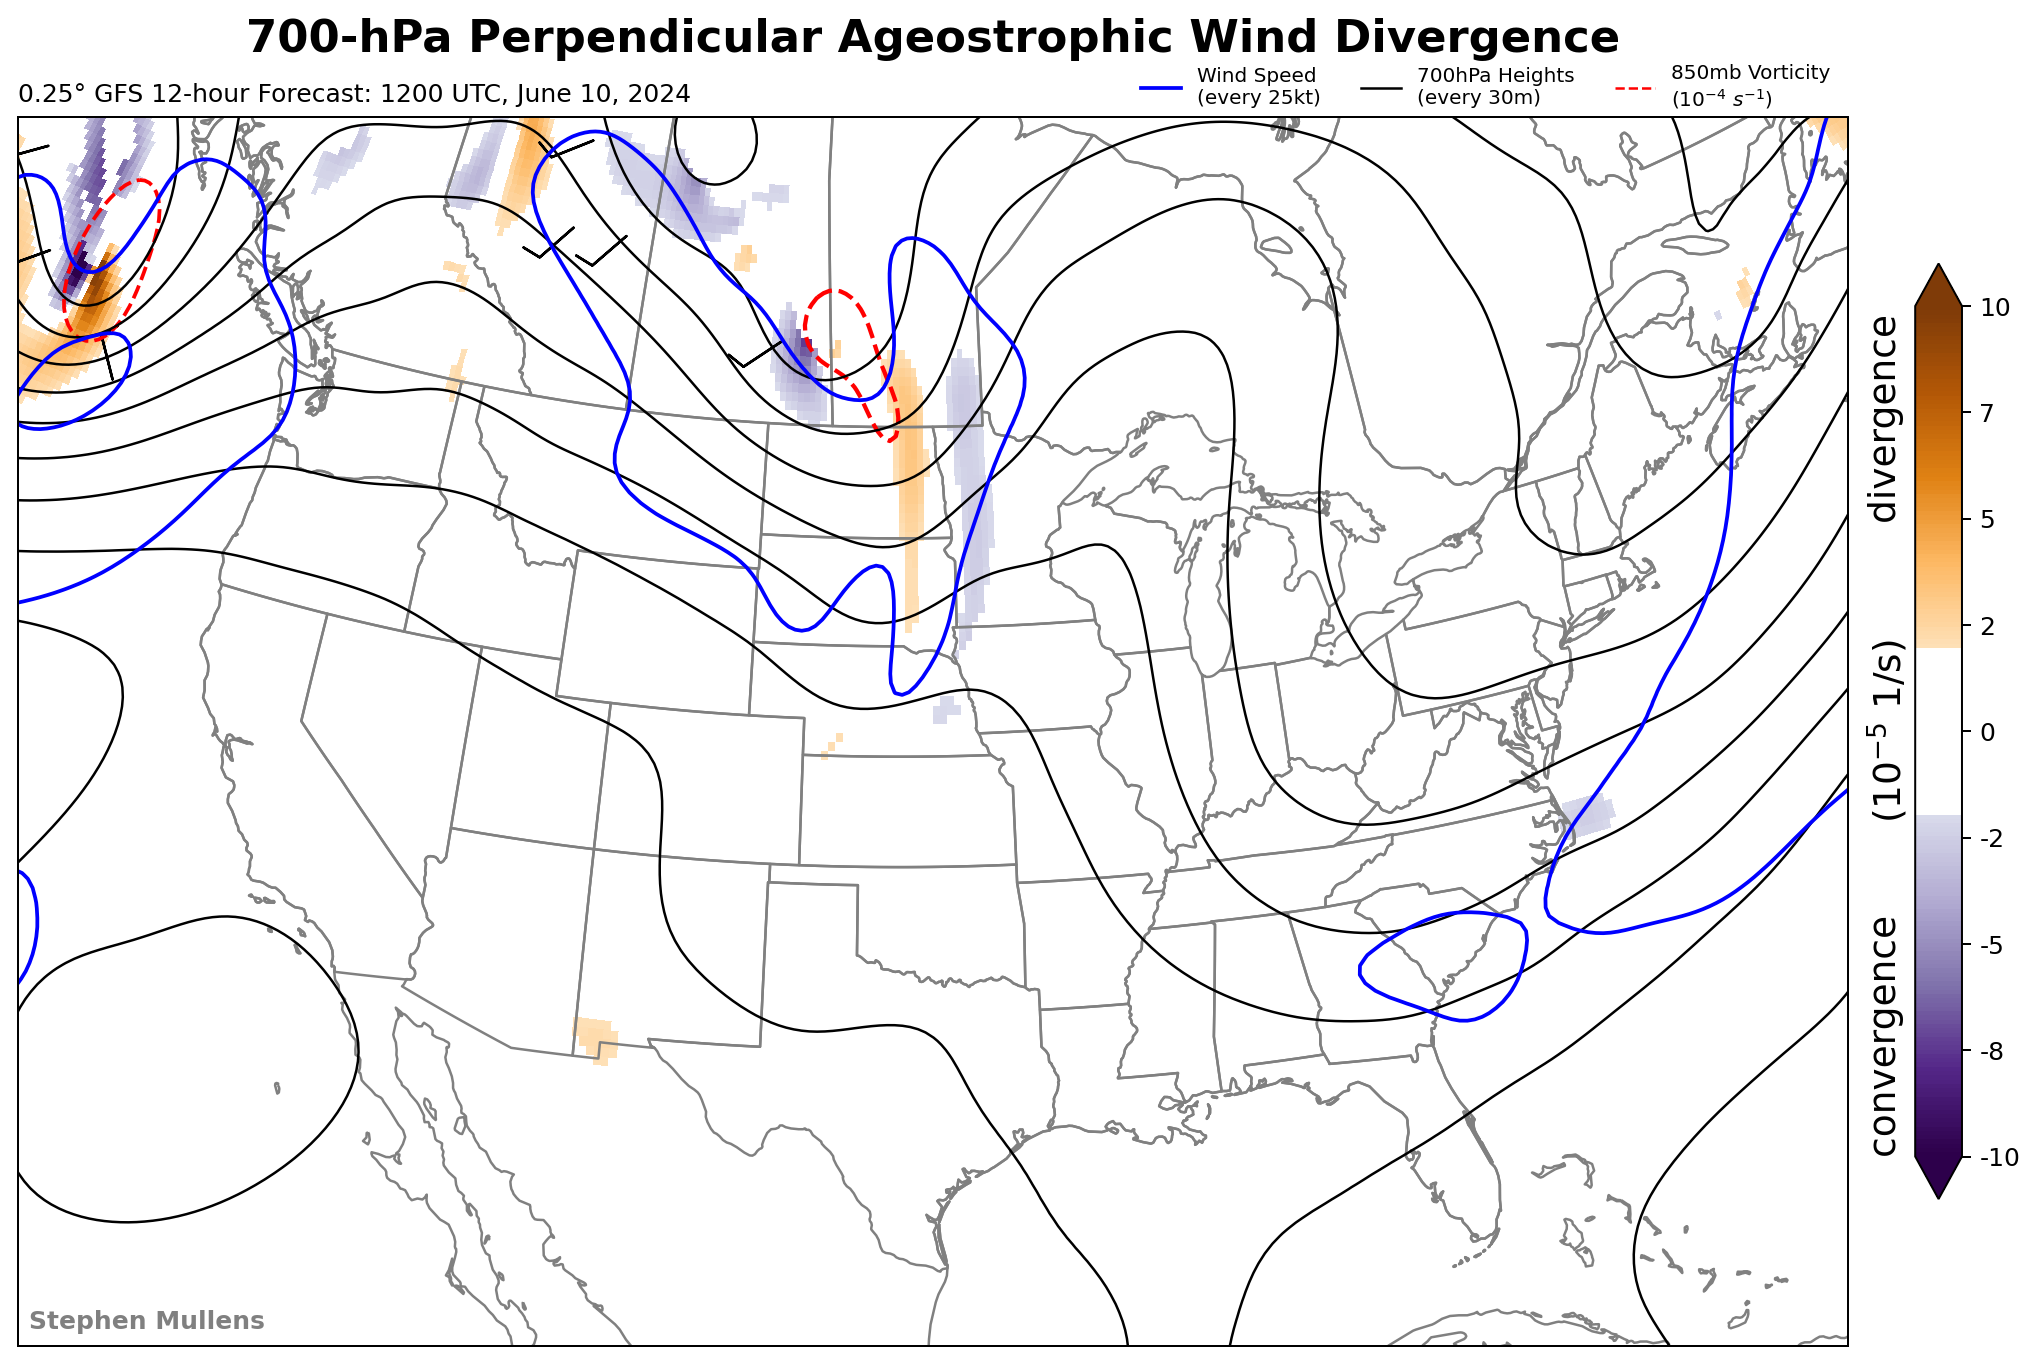 700-hPa Perpendicular Ageostrophic Wind Divergence
0.25° GFS 12-hour Forecast: 1200 UTC, June 10, 2024
Wind Speed
(every 25kt)
700hPa Heights
(every 30m)
850mb Vorticity
(10⁻⁴ s⁻¹)
10
7
5
2
0
-2
-5
-8
-10
convergence (10⁻⁵ 1/s) divergence
Stephen Mullens